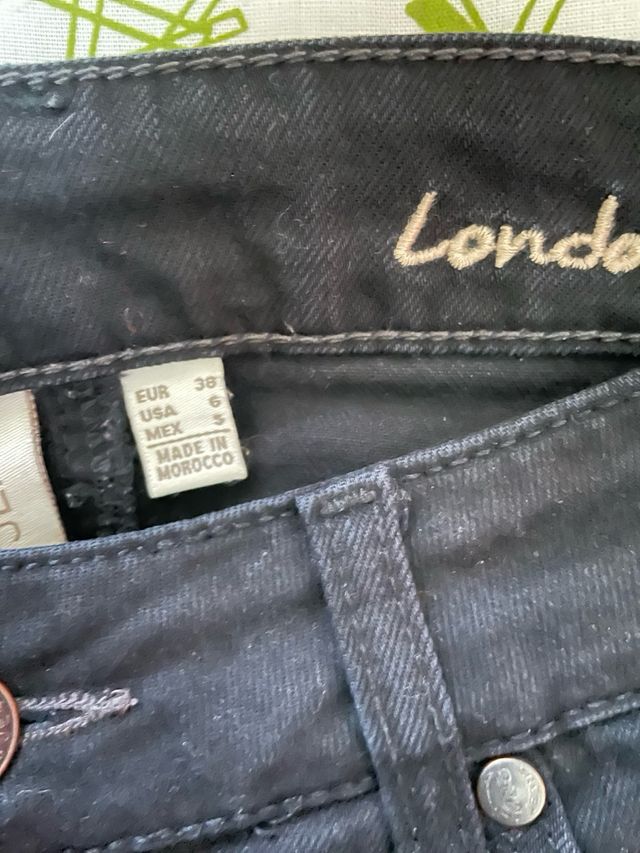 Londo
EUR 38
USA 6
MEX 5
MADE IN
MOROCCO